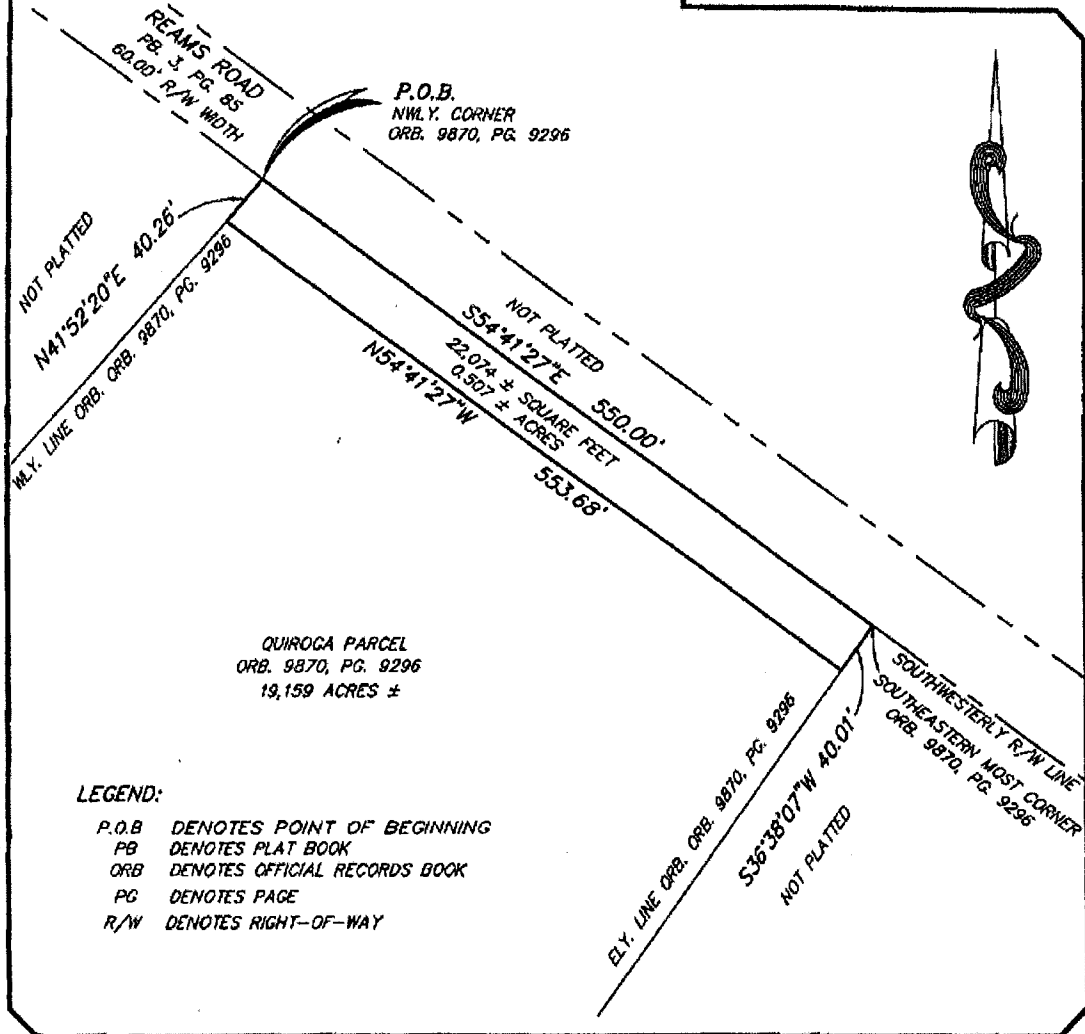 REAMS ROAD
PB. 3, PG. 85
60.00' R/W WIDTH
P.O.B.
NWLY. CORNER
ORB. 9870, PG. 9296
NOT PLATTED
N41°52'20"E 40.26'
WLY. LINE ORB. ORB. 9870, PG. 9296
NOT PLATTED
S54°41'27"E 550.00'
22,074 ± SQUARE FEET
0.507 ± ACRES
N54°41'27"W 553.68'
QUIROGA PARCEL
ORB. 9870, PG. 9296
19,159 ACRES ±
SOUTHWESTERLY R/W LINE
SOUTHEASTERN MOST CORNER
ORB. 9870, PG. 9296
ELY. LINE ORB. ORB. 9870, PG. 9296
S36°38'07"W 40.01'
NOT PLATTED
LEGEND:
P.O.B DENOTES POINT OF BEGINNING
PB DENOTES PLAT BOOK
ORB DENOTES OFFICIAL RECORDS BOOK
PG DENOTES PAGE
R/W DENOTES RIGHT-OF-WAY